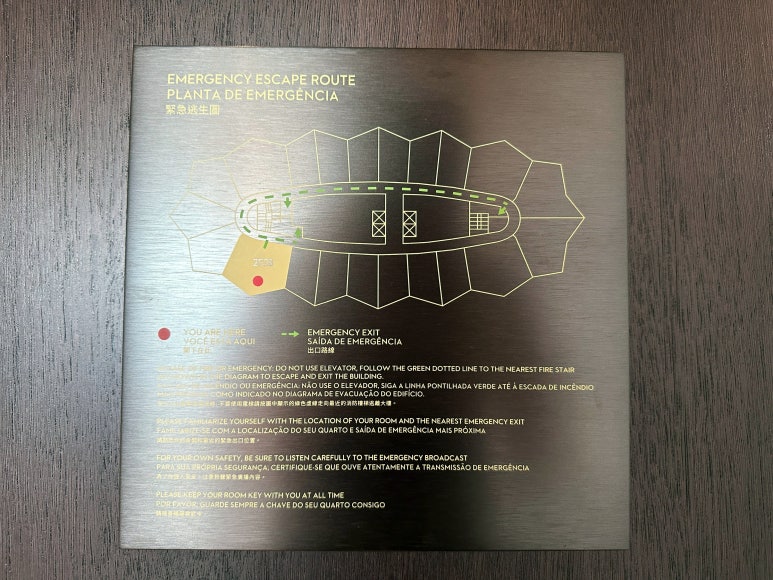 EMERGENCY ESCAPE ROUTE
PLANTA DE EMERGÊNCIA
緊急逃生圖
YOU ARE HERE
VOCÊ ESTÁ AQUI
EMERGENCY EXIT
SAÍDA DE EMERGÊNCIA
出口路線
EMERGENCY: DO NOT USE ELEVATOR, FOLLOW THE GREEN DOTTED LINE TO THE NEAREST FIRE STAIR
DIAGRAM TO ESCAPE AND EXIT THE BUILDING.
OU EMERGÊNCIA: NÃO USE O ELEVADOR, SIGA A LINHA PONTILHADA VERDE ATÉ À ESCADA DE INCÊNDIO
COMO INDICADO NO DIAGRAMA DE EVACUAÇÃO DO EDIFÍCIO.
PLEASE FAMILIARIZE YOURSELF WITH THE LOCATION OF YOUR ROOM AND THE NEAREST EMERGENCY EXIT
FAMILIARIZE-SE COM A LOCALIZAÇÃO DO SEU QUARTO E SAÍDA DE EMERGÊNCIA MAIS PRÓXIMA
FOR YOUR OWN SAFETY, BE SURE TO LISTEN CAREFULLY TO THE EMERGENCY BROADCAST
PARA SUA PRÓPRIA SEGURANÇA, CERTIFIQUE-SE QUE OUVE ATENTAMENTE A TRANSMISSÃO DE EMERGÊNCIA
PLEASE KEEP YOUR ROOM KEY WITH YOU AT ALL TIME
POR FAVOR, GUARDE SEMPRE A CHAVE DO SEU QUARTO CONSIGO